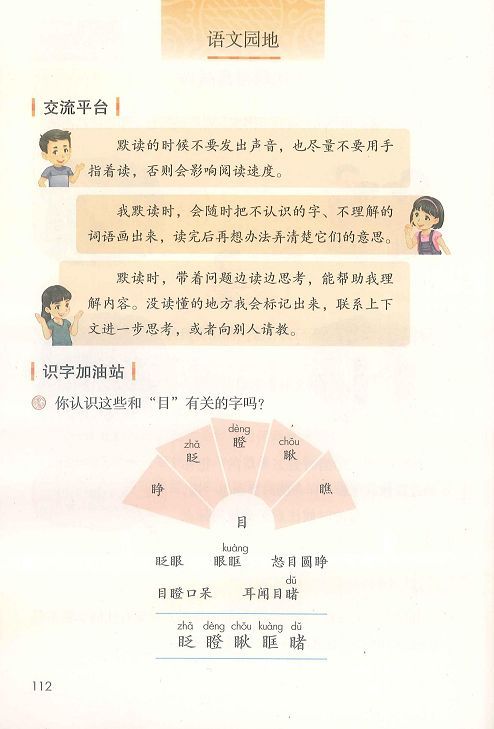 语文园地
交流平台
默读的时候不要发出声音，也尽量不要用手
指着读，否则会影响阅读速度。
我默读时，会随时把不认识的字、不理解的
词语画出来，读完后再想办法弄清楚它们的意思。
默读时，带着问题边读边思考，能帮助我理
解内容。没读懂的地方我会标记出来，联系上下
文进一步思考，或者向别人请教。
识字加油站
你认识这些和“目”有关的字吗？
dèng
zhǎ 瞪 chǒu
眨 瞅
睁 瞧
目
kuàng
眨眼 眼眶 怒目圆睁
dǔ
目瞪口呆 耳闻目睹
zhǎ dèng chǒu kuàng dǔ
眨 瞪 瞅 眶 睹
112